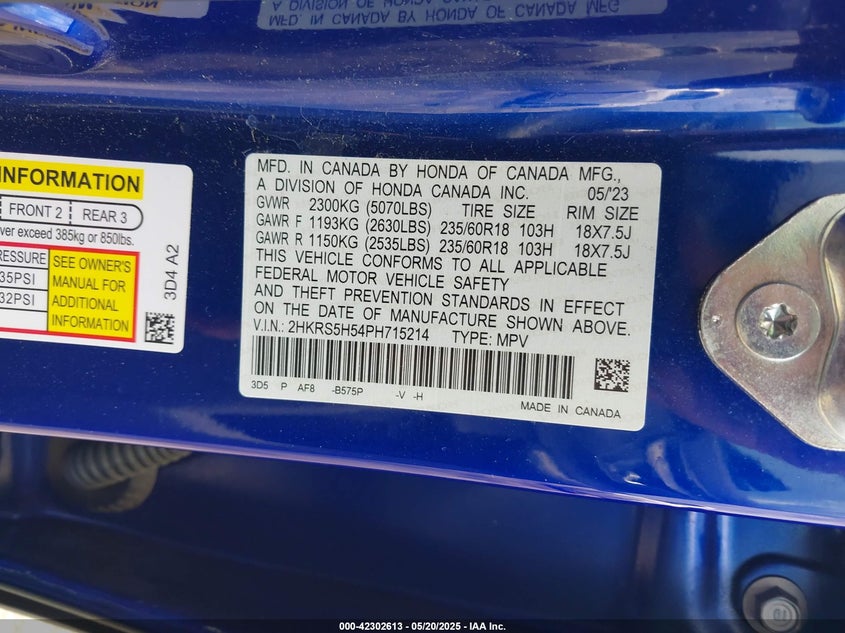 A DIVISION OF HONDA
MFD. IN CANADA BY HONDA OF CANADA MFG
INFORMATION
FRONT 2 REAR 3
ver exceed 385kg or 850lbs.
PRESSURE
35PSI
32PSI
SEE OWNER'S
MANUAL FOR
ADDITIONAL
INFORMATION
3D4 A2
MFD. IN CANADA BY HONDA OF CANADA MFG.,
A DIVISION OF HONDA CANADA INC. 05/'23
GVWR 2300KG (5070LBS) TIRE SIZE RIM SIZE
GAWR F 1193KG (2630LBS) 235/60R18 103H 18X7.5J
GAWR R 1150KG (2535LBS) 235/60R18 103H 18X7.5J
THIS VEHICLE CONFORMS TO ALL APPLICABLE
FEDERAL MOTOR VEHICLE SAFETY
AND THEFT PREVENTION STANDARDS IN EFFECT
ON THE DATE OF MANUFACTURE SHOWN ABOVE.
V.I.N.: 2HKRS5H54PH715214 TYPE: MPV
3D5 P AF8 -B575P -V -H
MADE IN CANADA
000-42302613 - 05/20/2025 - IAA Inc.